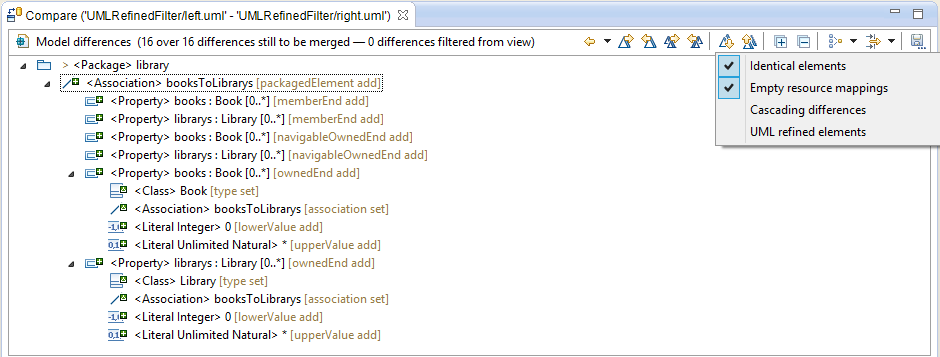 Compare ('UMLRefinedFilter/left.uml' - 'UMLRefinedFilter/right.uml')
Model differences (16 over 16 differences still to be merged — 0 differences filtered from view)
> <Package> library
<Association> booksToLibrarys [packagedElement add]
<Property> books : Book [0..*] [memberEnd add]
<Property> librarys : Library [0..*] [memberEnd add]
<Property> books : Book [0..*] [navigableOwnedEnd add]
<Property> librarys : Library [0..*] [navigableOwnedEnd add]
<Property> books : Book [0..*] [ownedEnd add]
<Class> Book [type set]
<Association> booksToLibrarys [association set]
<Literal Integer> 0 [lowerValue add]
<Literal Unlimited Natural> * [upperValue add]
<Property> librarys : Library [0..*] [ownedEnd add]
<Class> Library [type set]
<Association> booksToLibrarys [association set]
<Literal Integer> 0 [lowerValue add]
<Literal Unlimited Natural> * [upperValue add]
Identical elements
Empty resource mappings
Cascading differences
UML refined elements